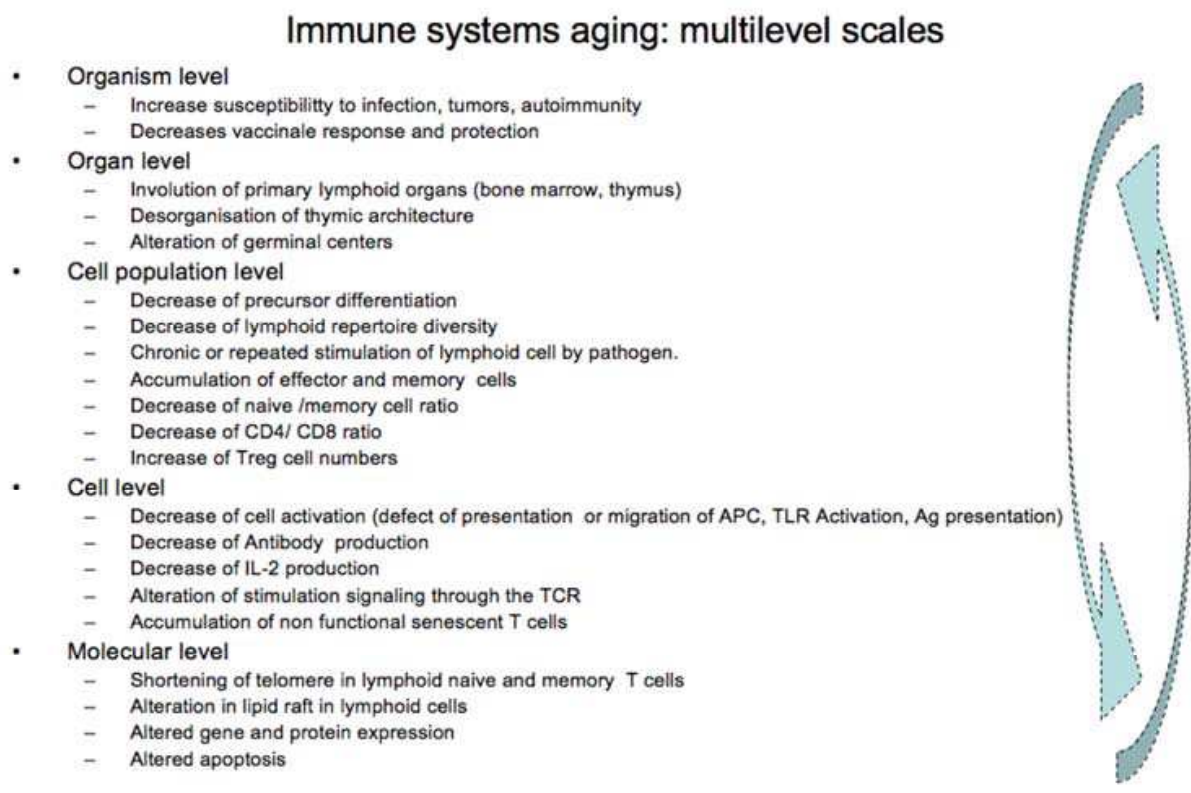 Immune systems aging: multilevel scales
• Organism level
– Increase susceptibilitty to infection, tumors, autoimmunity
– Decreases vaccinale response and protection
• Organ level
– Involution of primary lymphoid organs (bone marrow, thymus)
– Desorganisation of thymic architecture
– Alteration of germinal centers
• Cell population level
– Decrease of precursor differentiation
– Decrease of lymphoid repertoire diversity
– Chronic or repeated stimulation of lymphoid cell by pathogen.
– Accumulation of effector and memory cells
– Decrease of naive /memory cell ratio
– Decrease of CD4/ CD8 ratio
– Increase of Treg cell numbers
• Cell level
– Decrease of cell activation (defect of presentation or migration of APC, TLR Activation, Ag presentation)
– Decrease of Antibody production
– Decrease of IL-2 production
– Alteration of stimulation signaling through the TCR
– Accumulation of non functional senescent T cells
• Molecular level
– Shortening of telomere in lymphoid naive and memory T cells
– Alteration in lipid raft in lymphoid cells
– Altered gene and protein expression
– Altered apoptosis